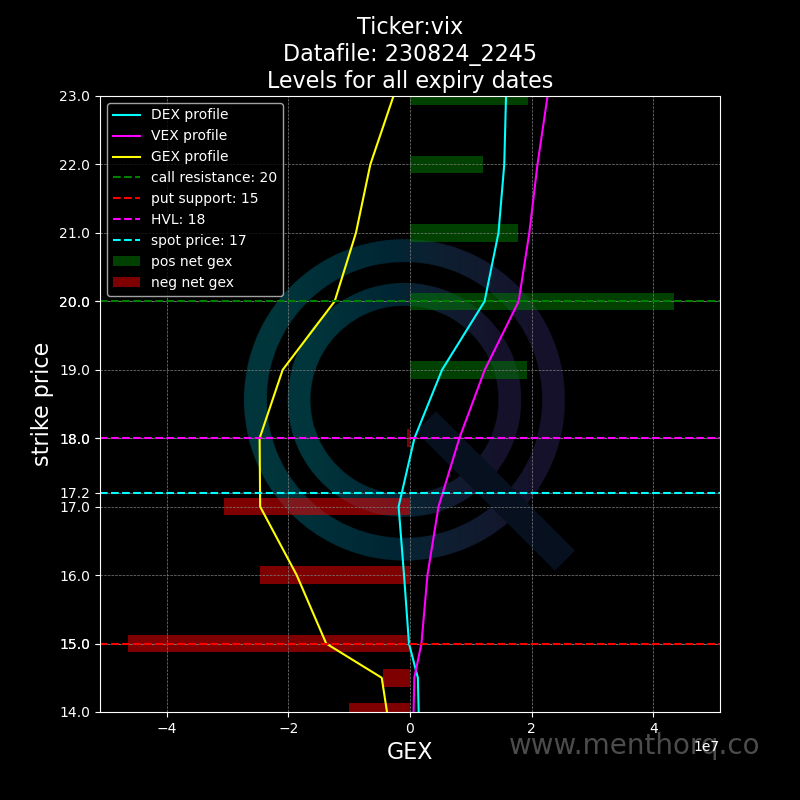 Ticker:vix
Datafile: 230824_2245
Levels for all expiry dates
DEX profile
VEX profile
GEX profile
call resistance: 20
put support: 15
HVL: 18
spot price: 17
pos net gex
neg net gex
strike price
23.0
22.0
21.0
20.0
19.0
18.0
17.2
17.0
16.0
15.0
14.0
−4
−2
0
2
4
1e7
GEX
www.menthorq.co